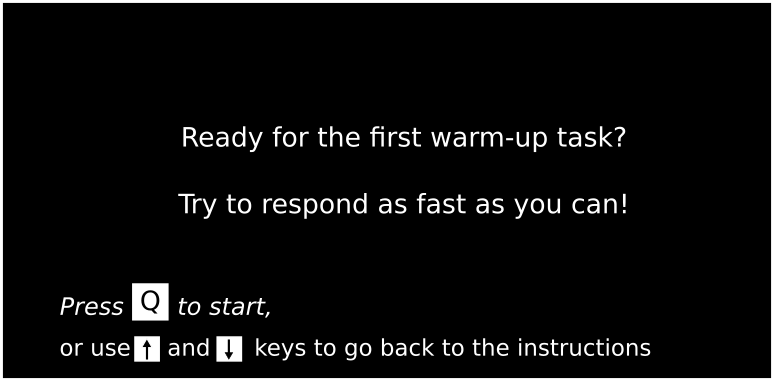 Ready for the first warm-up task?
Try to respond as fast as you can!
Press Q to start,
or use ↑ and ↓ keys to go back to the instructions